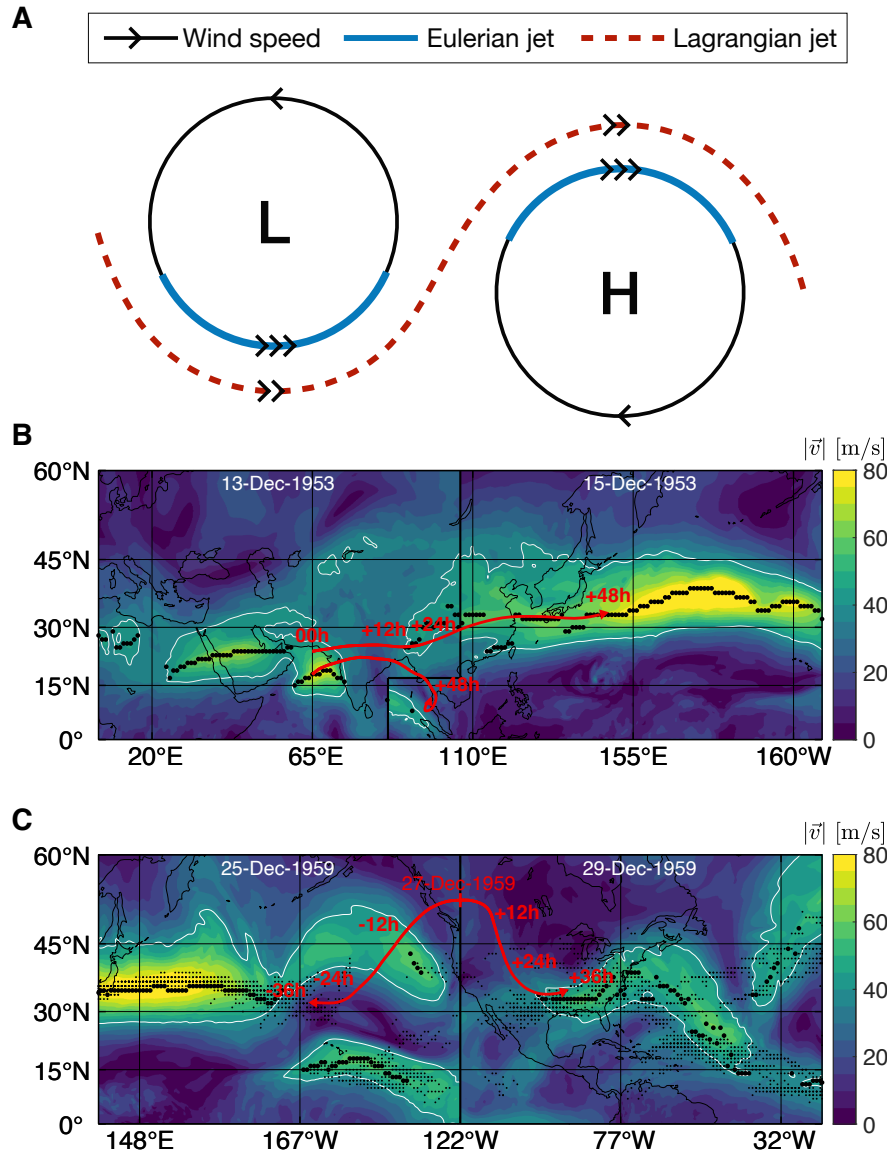 A
Wind speed Eulerian jet Lagrangian jet
L
H
B
|v⃗| [m/s]
60°N
45°N
30°N
15°N
0°
13-Dec-1953
15-Dec-1953
00h
+12h
+24h
+48h
+48h
20°E 65°E 110°E 155°E 160°W
80
60
40
20
0
C
|v⃗| [m/s]
60°N
45°N
30°N
15°N
0°
25-Dec-1959
27-Dec-1959
29-Dec-1959
-36h
-24h
-12h
+12h
+24h
+36h
148°E 167°W 122°W 77°W 32°W
80
60
40
20
0